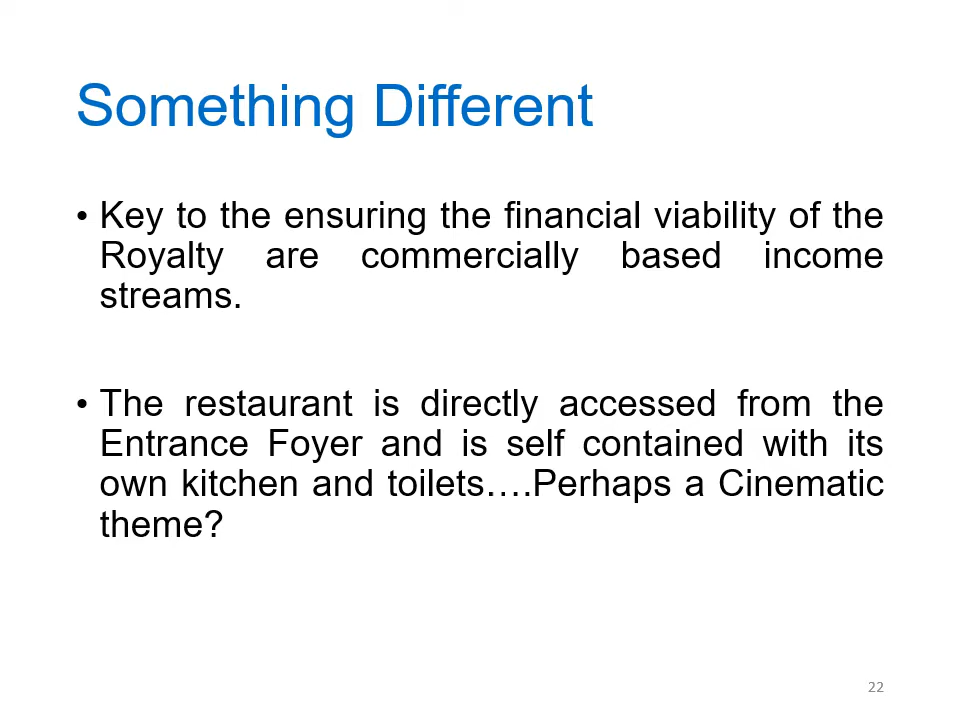 Something Different
• Key to the ensuring the financial viability of the
Royalty are commercially based income
streams.
• The restaurant is directly accessed from the
Entrance Foyer and is self contained with its
own kitchen and toilets….Perhaps a Cinematic
theme?
22